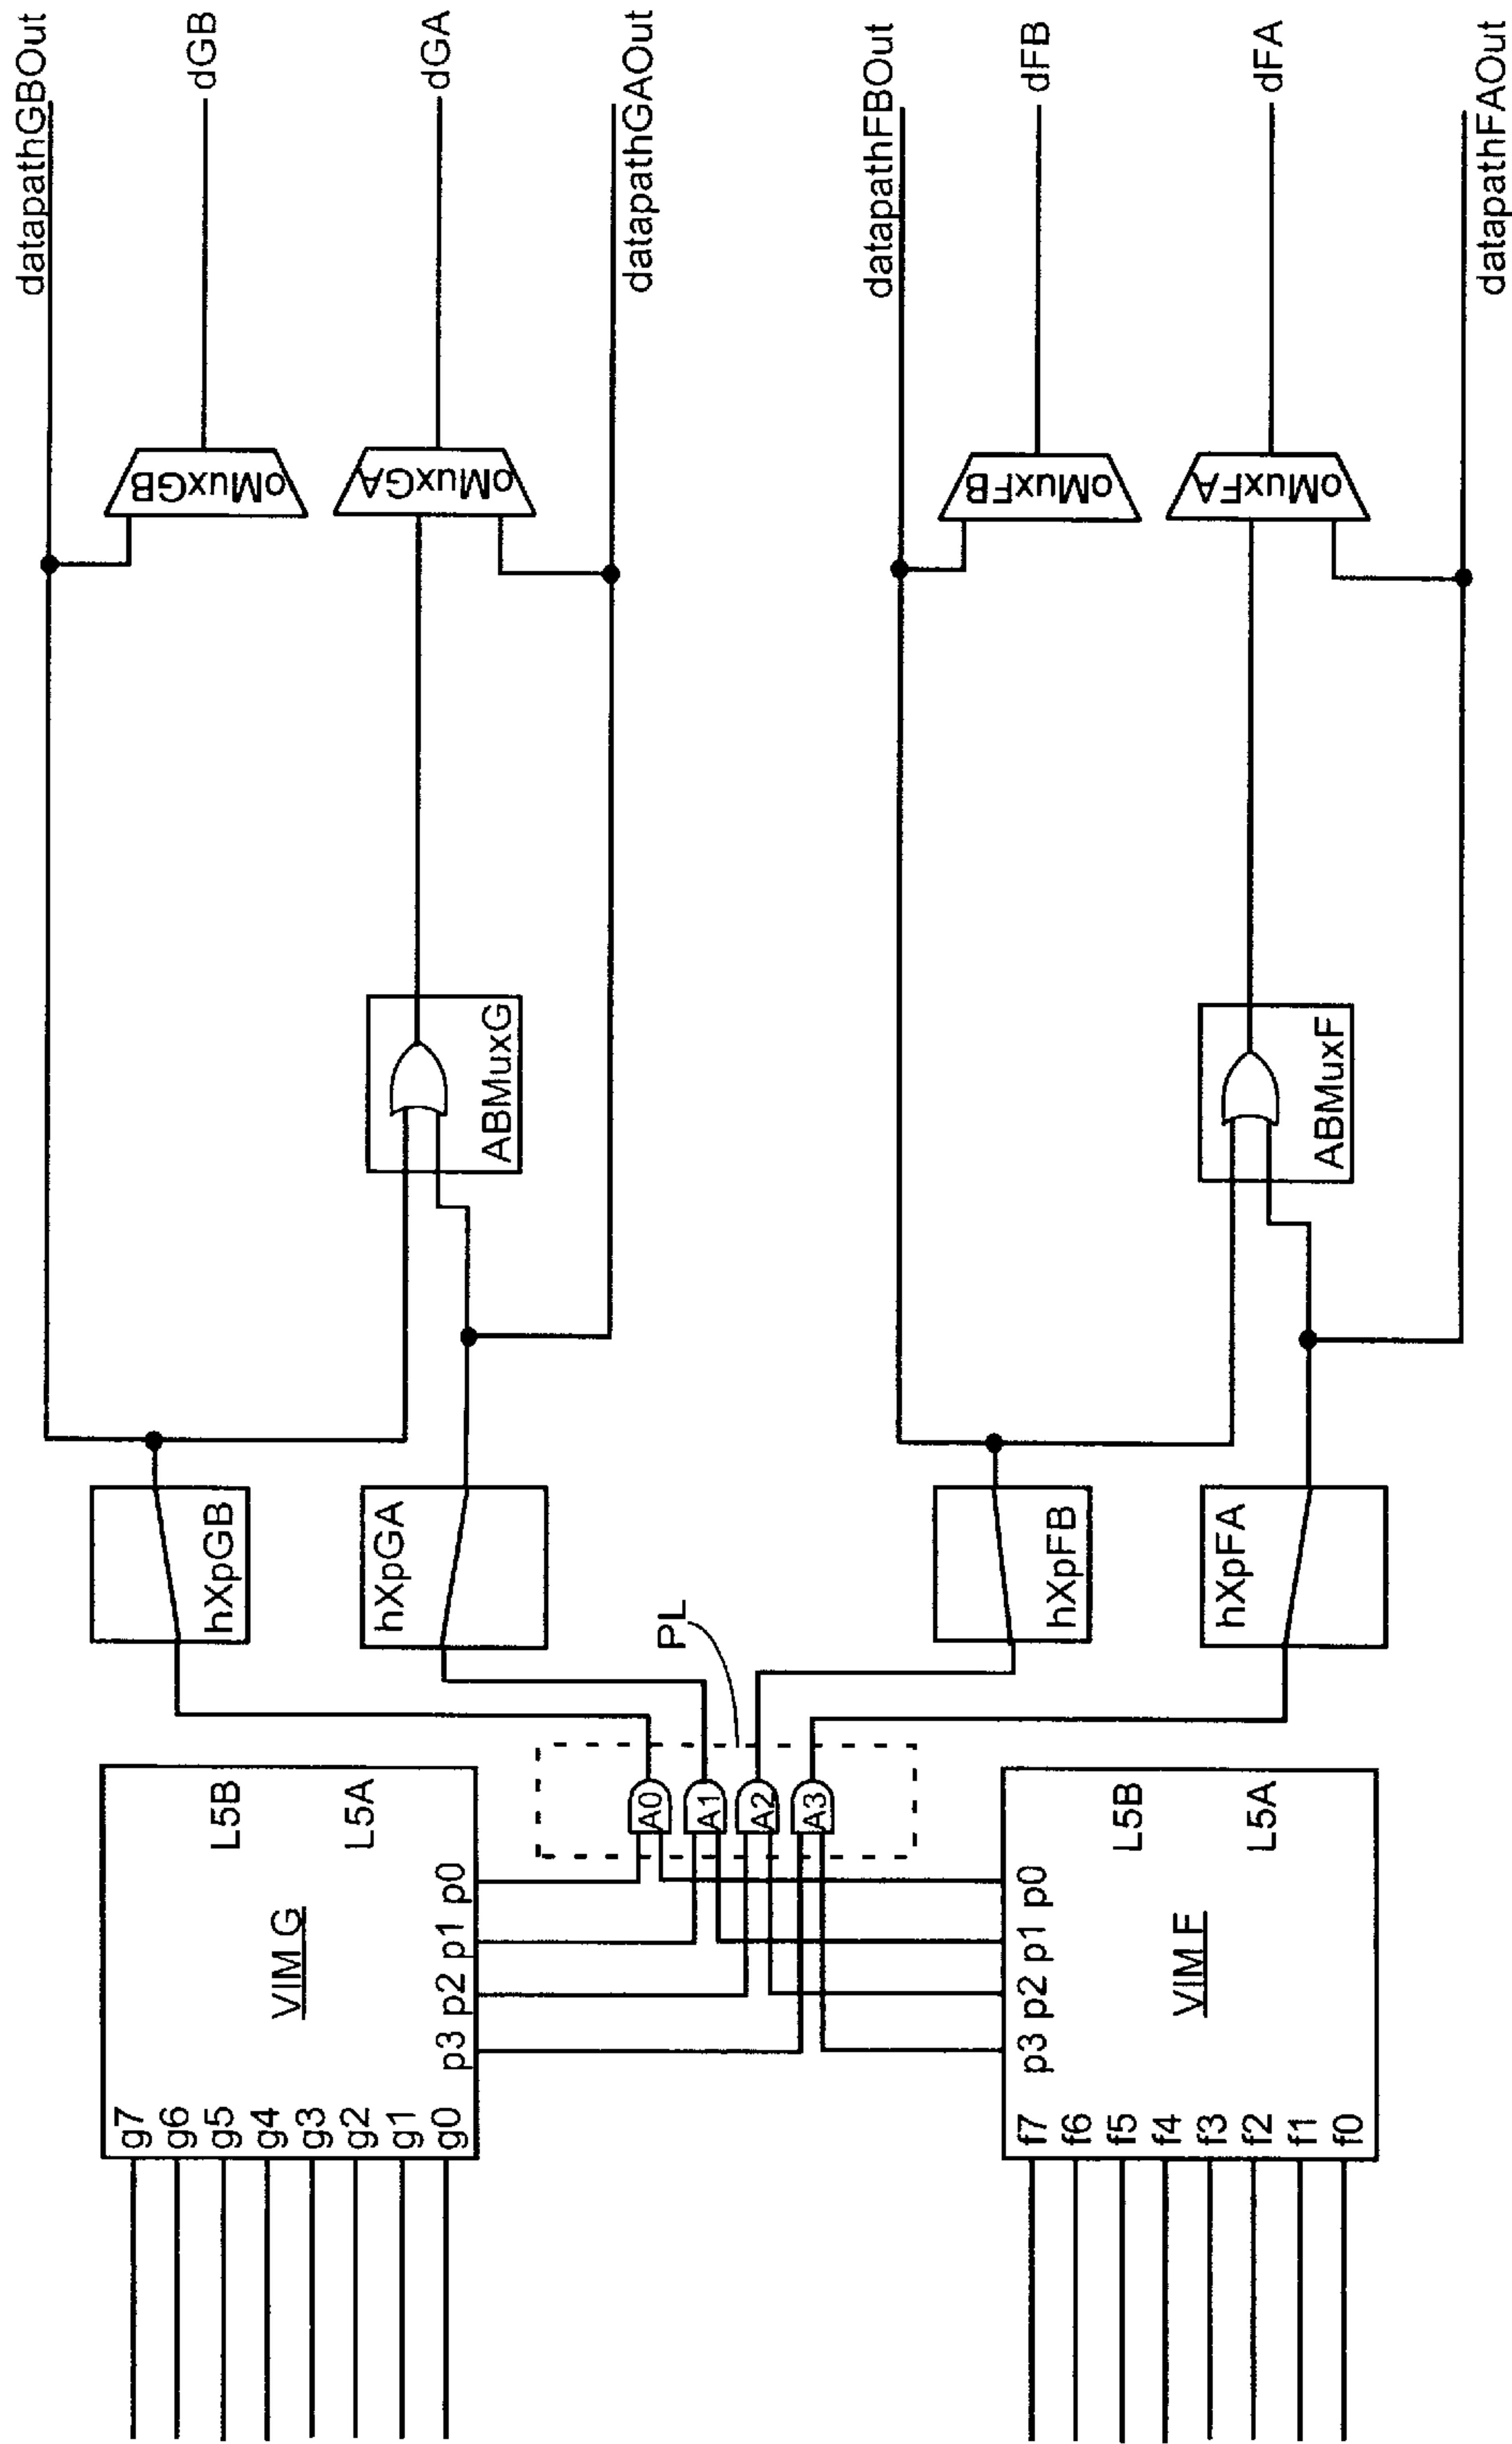 datapathGBOut
dGB
dGA
datapathGAOut
datapathFBOut
dFB
dFA
datapathFAOut
oMuxGB
oMuxGA
oMuxFB
oMuxFA
ABMuxG
ABMuxF
hXpGB
hXpGA
PL
hXpFB
hXpFA
A0
A1
A2
A3
L5B
L5A
VIM G
p3 p2 p1 p0
g7
g6
g5
g4
g3
g2
g1
g0
L5B
L5A
VIM F
p3 p2 p1 p0
f7
f6
f5
f4
f3
f2
f1
f0